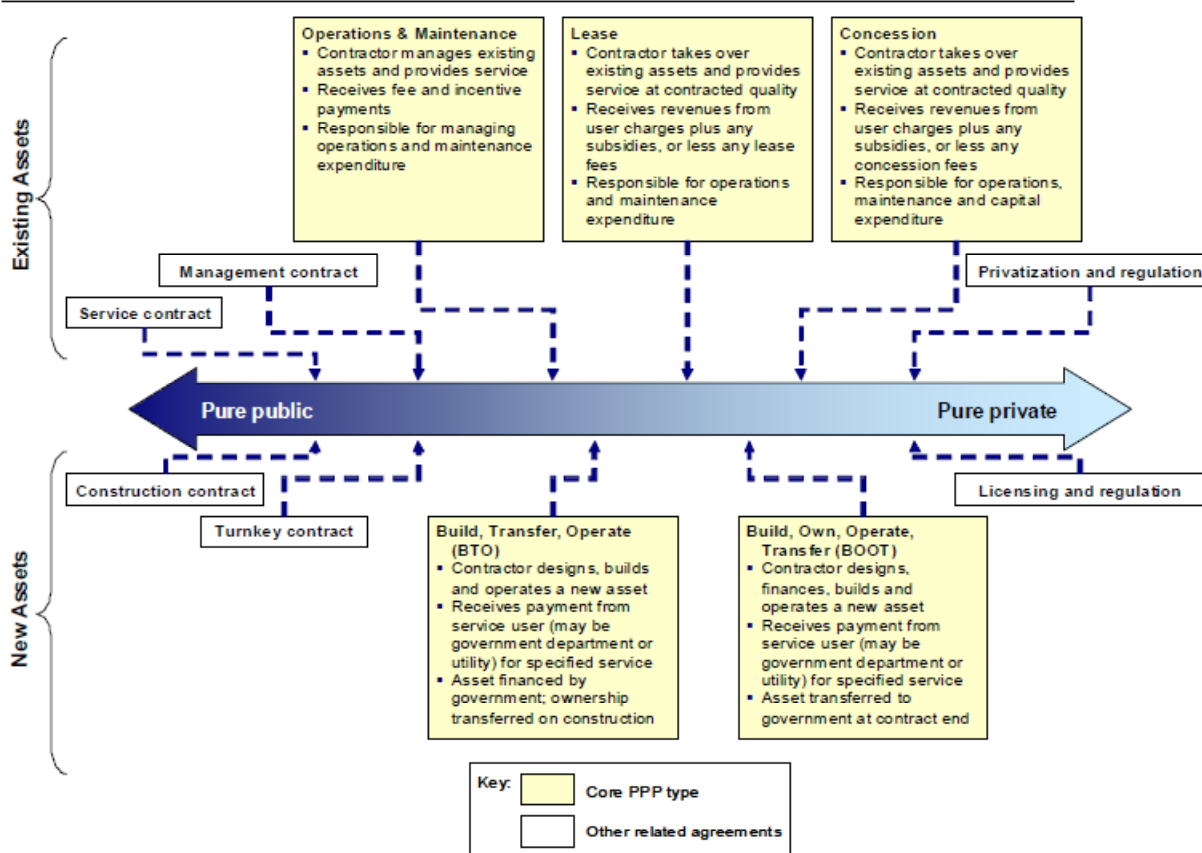 Operations & Maintenance
▪ Contractor manages existing
assets and provides service
▪ Receives fee and incentive
payments
▪ Responsible for managing
operations and maintenance
expenditure
Lease
▪ Contractor takes over
existing assets and provides
service at contracted quality
▪ Receives revenues from
user charges plus any
subsidies, or less any lease
fees
▪ Responsible for operations
and maintenance
expenditure
Concession
▪ Contractor takes over
existing assets and provides
service at contracted quality
▪ Receives revenues from
user charges plus any
subsidies, or less any
concession fees
▪ Responsible for operations,
maintenance and capital
expenditure
Existing Assets
Management contract
Privatization and regulation
Service contract
Pure public
Pure private
New Assets
Construction contract
Licensing and regulation
Turnkey contract
Build, Transfer, Operate
(BTO)
▪ Contractor designs, builds
and operates a new asset
▪ Receives payment from
service user (may be
government department or
utility) for specified service
▪ Asset financed by
government; ownership
transferred on construction
Build, Own, Operate,
Transfer (BOOT)
▪ Contractor designs,
finances, builds and
operates a new asset
▪ Receives payment from
service user (may be
government department or
utility) for specified service
▪ Asset transferred to
government at contract end
Key:
Core PPP type
Other related agreements